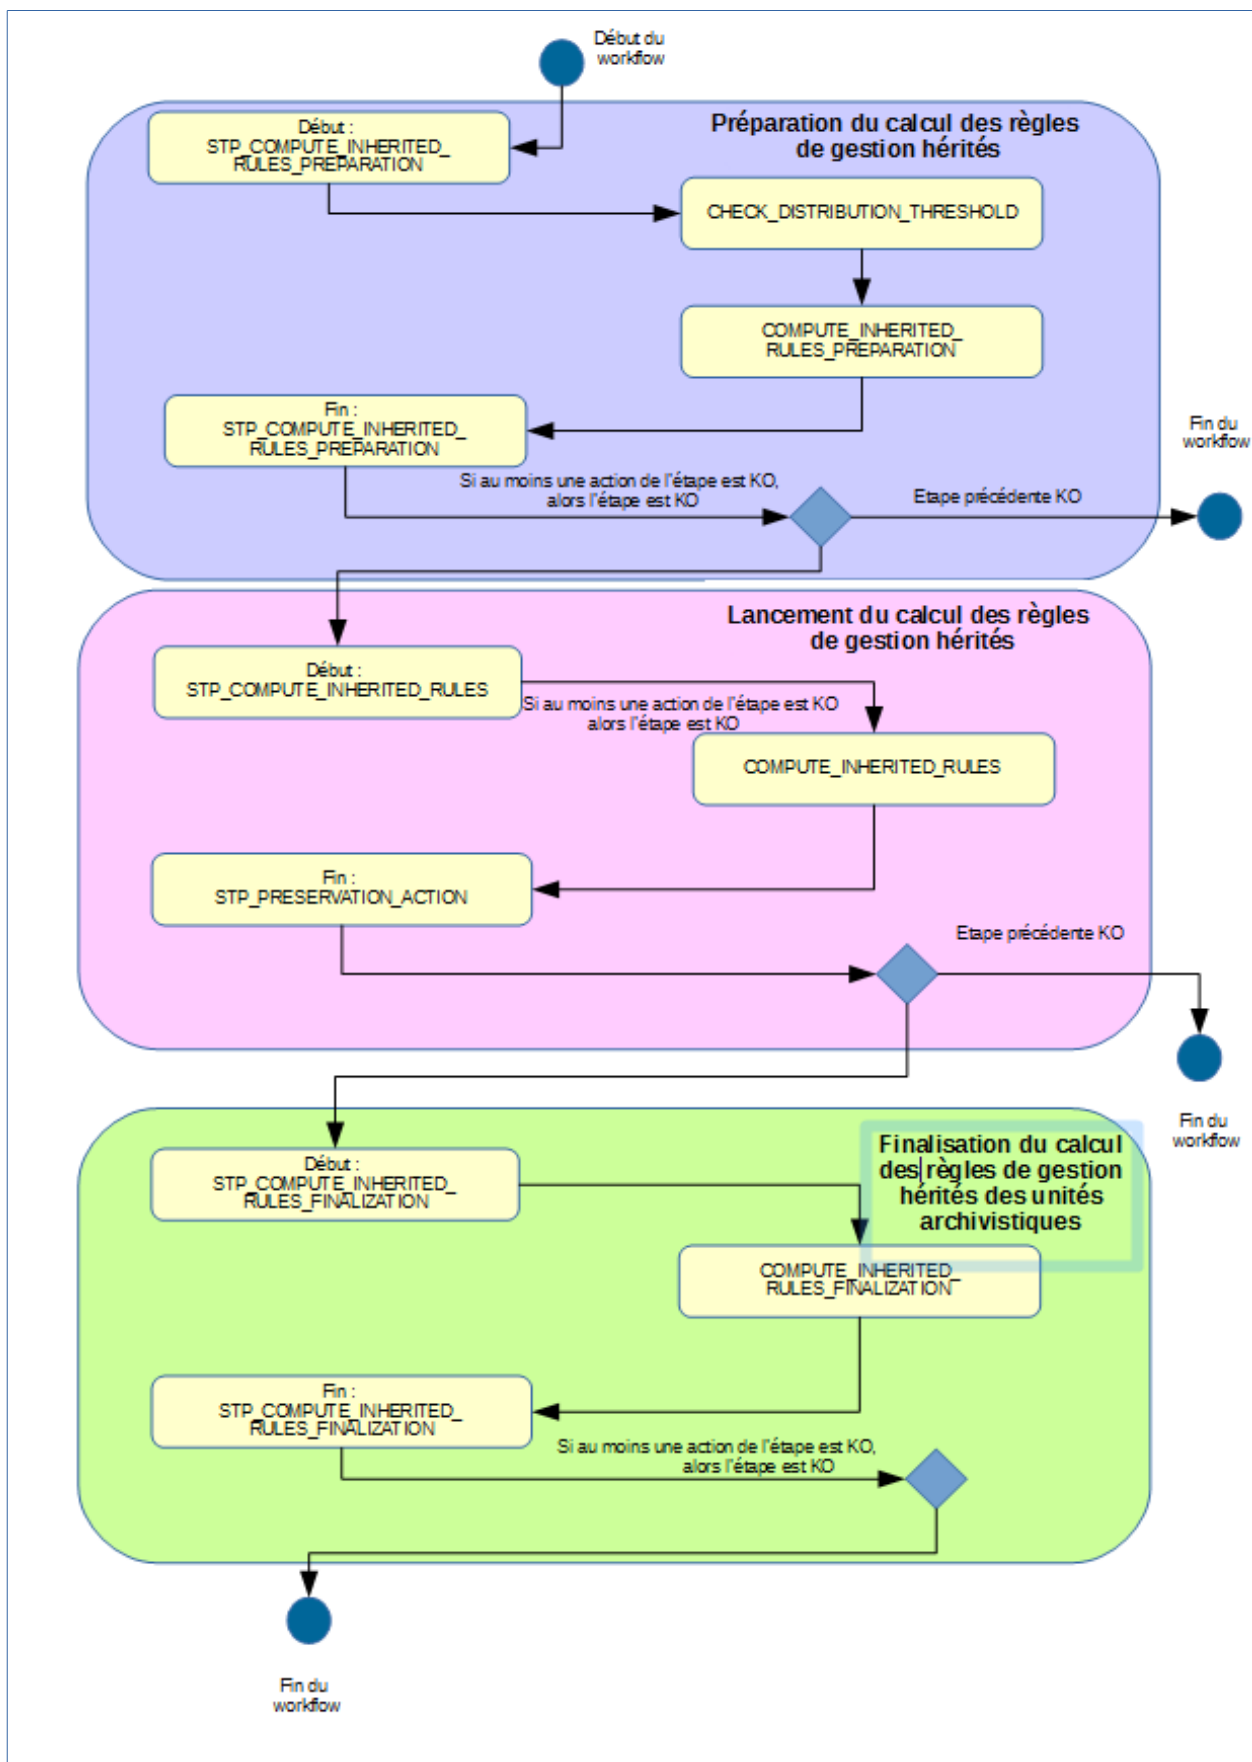 Début du
workflow
Préparation du calcul des règles
de gestion hérités
Début :
STP_COMPUTE_INHERITED_
RULES_PREPARATION
CHECK_DISTRIBUTION_THRESHOLD
COMPUTE_INHERITED_
RULES_PREPARATION
Fin :
STP_COMPUTE_INHERITED_
RULES_PREPARATION
Fin du
workflow
Si au moins une action de l'étape est KO,
alors l'étape est KO
Etape précédente KO
Lancement du calcul des règles
de gestion hérités
Début :
STP_COMPUTE_INHERITED_RULES
Si au moins une action de l'étape est KO
alors l'étape est KO
COMPUTE_INHERITED_RULES
Fin :
STP_PRESERVATION_ACTION
Etape précédente KO
Fin du
workflow
Finalisation du calcul
des règles de gestion
hérités des unités
archivistiques
Début :
STP_COMPUTE_INHERITED_
RULES_FINALIZATION
COMPUTE_INHERITED_
RULES_FINALIZATION
Fin :
STP_COMPUTE_INHERITED_
RULES_FINALIZATION
Si au moins une action de l'étape est KO,
alors l'étape est KO
Fin du
workflow